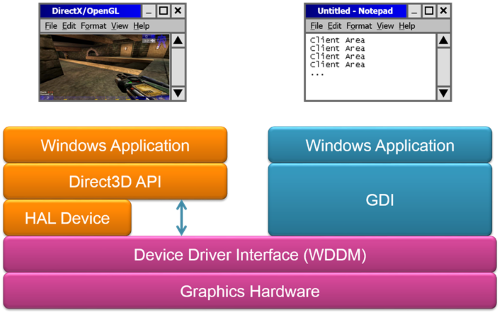 DirectX/OpenGL
File Edit Format View Help
Untitled - Notepad
File Edit Format View Help
Client Area
Client Area
Client Area
Client Area
...
Windows Application
Direct3D API
HAL Device
Windows Application
GDI
Device Driver Interface (WDDM)
Graphics Hardware